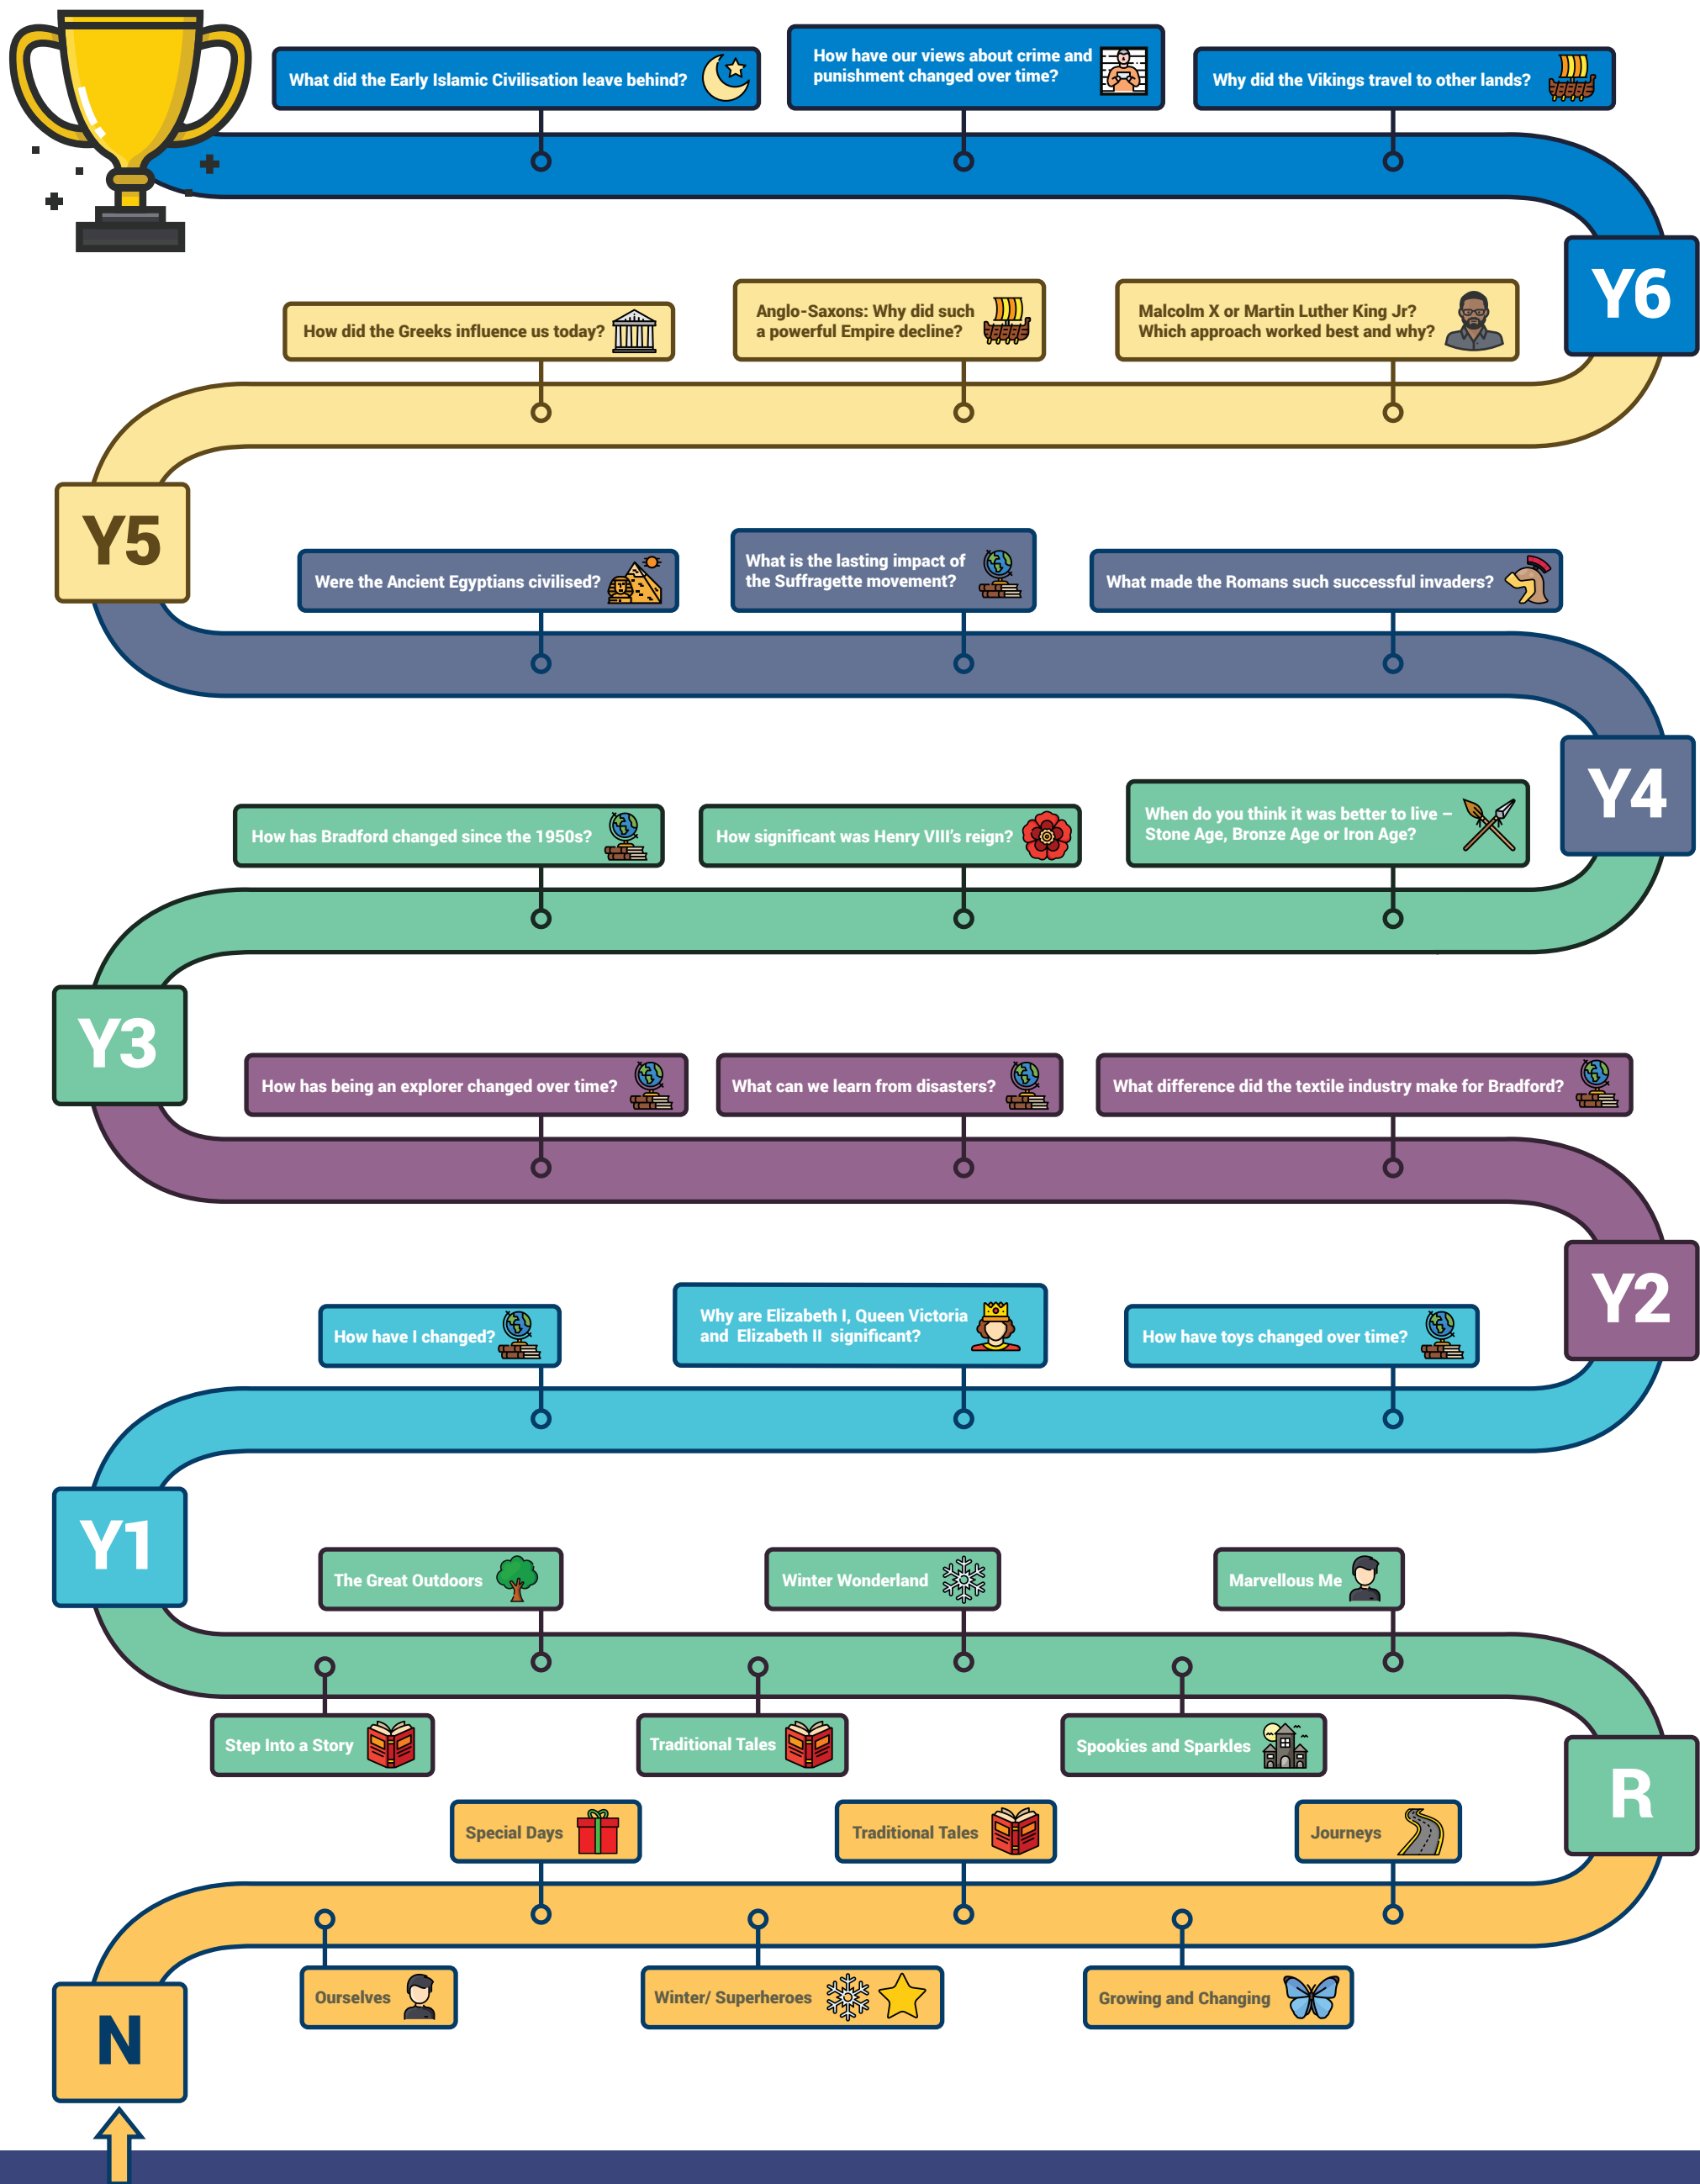 What did the Early Islamic Civilisation leave behind?
How have our views about crime and
punishment changed over time?
Why did the Vikings travel to other lands?
Y6
How did the Greeks influence us today?
Anglo-Saxons: Why did such
a powerful Empire decline?
Malcolm X or Martin Luther King Jr?
Which approach worked best and why?
Y5
Were the Ancient Egyptians civilised?
What is the lasting impact of
the Suffragette movement?
What made the Romans such successful invaders?
Y4
How has Bradford changed since the 1950s?
How significant was Henry VIII's reign?
When do you think it was better to live –
Stone Age, Bronze Age or Iron Age?
Y3
How has being an explorer changed over time?
What can we learn from disasters?
What difference did the textile industry make for Bradford?
Y2
How have I changed?
Why are Elizabeth I, Queen Victoria
and Elizabeth II significant?
How have toys changed over time?
Y1
The Great Outdoors
Winter Wonderland
Marvellous Me
Step Into a Story
Traditional Tales
Spookies and Sparkles
R
Special Days
Traditional Tales
Journeys
Ourselves
Winter/ Superheroes
Growing and Changing
N